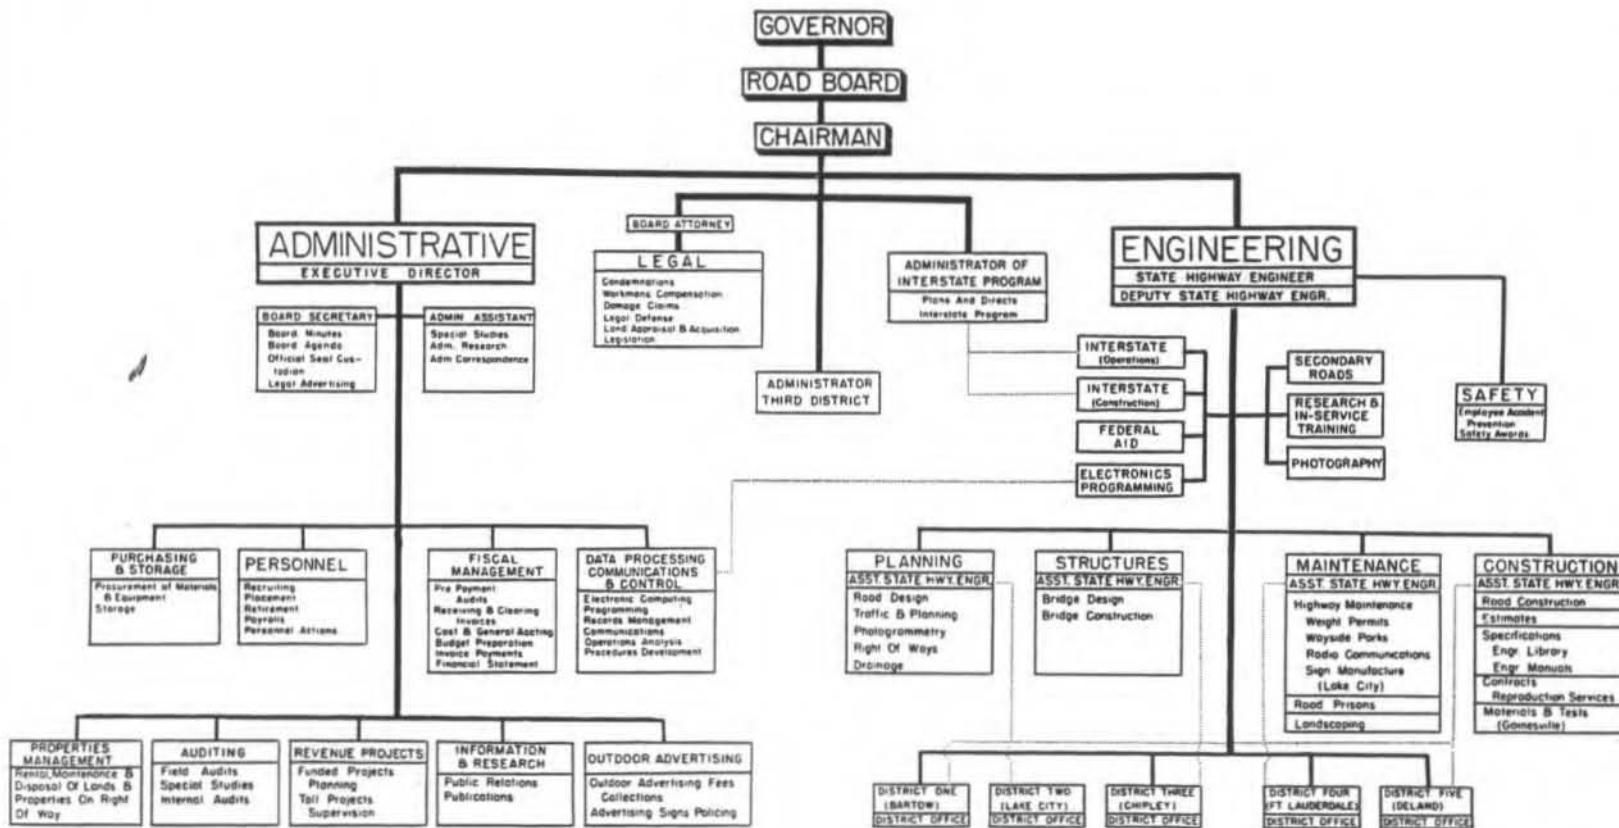 GOVERNOR
ROAD BOARD
CHAIRMAN
ADMINISTRATIVE
EXECUTIVE DIRECTOR
BOARD SECRETARY
Board Minutes
Board Agenda
Official Seal Cus-
todian
Legal Advertising
ADMIN ASSISTANT
Special Studies
Adm. Research
Adm Correspondence
BOARD ATTORNEY
LEGAL
Condemnations
Workmans Compensation
Damage Claims
Legal Defense
Land Appraisal & Acquisition
Legislation
ADMINISTRATOR
THIRD DISTRICT
ADMINISTRATOR OF
INTERSTATE PROGRAM
Plans And Directs
Interstate Program
ENGINEERING
STATE HIGHWAY ENGINEER
DEPUTY STATE HIGHWAY ENGR.
INTERSTATE
(Operations)
INTERSTATE
(Construction)
FEDERAL
AID
ELECTRONICS
PROGRAMMING
SECONDARY
ROADS
RESEARCH &
IN-SERVICE
TRAINING
PHOTOGRAPHY
SAFETY
Employee Accident
Prevention
Safety Awards
PURCHASING
& STORAGE
Procurement of Materials
& Equipment
Storage
PERSONNEL
Recruiting
Placement
Retirement
Payrolls
Personnel Actions
FISCAL
MANAGEMENT
Pre Payment
Audits
Receiving & Clearing
Invoices
Cost & General Accting
Budget Preparation
Invoice Payments
Financial Statement
DATA PROCESSING
COMMUNICATIONS
& CONTROL
Electronic Computing
Programming
Records Management
Communications
Operations Analysis
Procedures Development
PLANNING
ASST. STATE HWY. ENGR.
Road Design
Traffic & Planning
Photogrammetry
Right Of Ways
Drainage
STRUCTURES
ASST. STATE HWY. ENGR.
Bridge Design
Bridge Construction
MAINTENANCE
ASST. STATE HWY. ENGR.
Highway Maintenance
Weight Permits
Wayside Parks
Radio Communications
Sign Manufacture
(Lake City)
Road Prisons
Landscaping
CONSTRUCTION
ASST. STATE HWY. ENGR.
Road Construction
Estimates
Specifications
Engr. Library
Engr Manuals
Contracts
Reproduction Services
Materials & Tests
(Gainesville)
PROPERTIES
MANAGEMENT
Rental, Maintenance &
Disposal Of Lands &
Properties On Right
Of Way
AUDITING
Field Audits
Special Studies
Internal Audits
REVENUE PROJECTS
Funded Projects
Planning
Toll Projects
Supervision
INFORMATION
& RESEARCH
Public Relations
Publications
OUTDOOR ADVERTISING
Outdoor Advertising Fees
Collections
Advertising Signs Policing
DISTRICT ONE
(BARTOW)
DISTRICT OFFICE
DISTRICT TWO
(LAKE CITY)
DISTRICT OFFICE
DISTRICT THREE
(CHIPLEY)
DISTRICT OFFICE
DISTRICT FOUR
(FT LAUDERDALE)
DISTRICT OFFICE
DISTRICT FIVE
(DELAND)
DISTRICT OFFICE